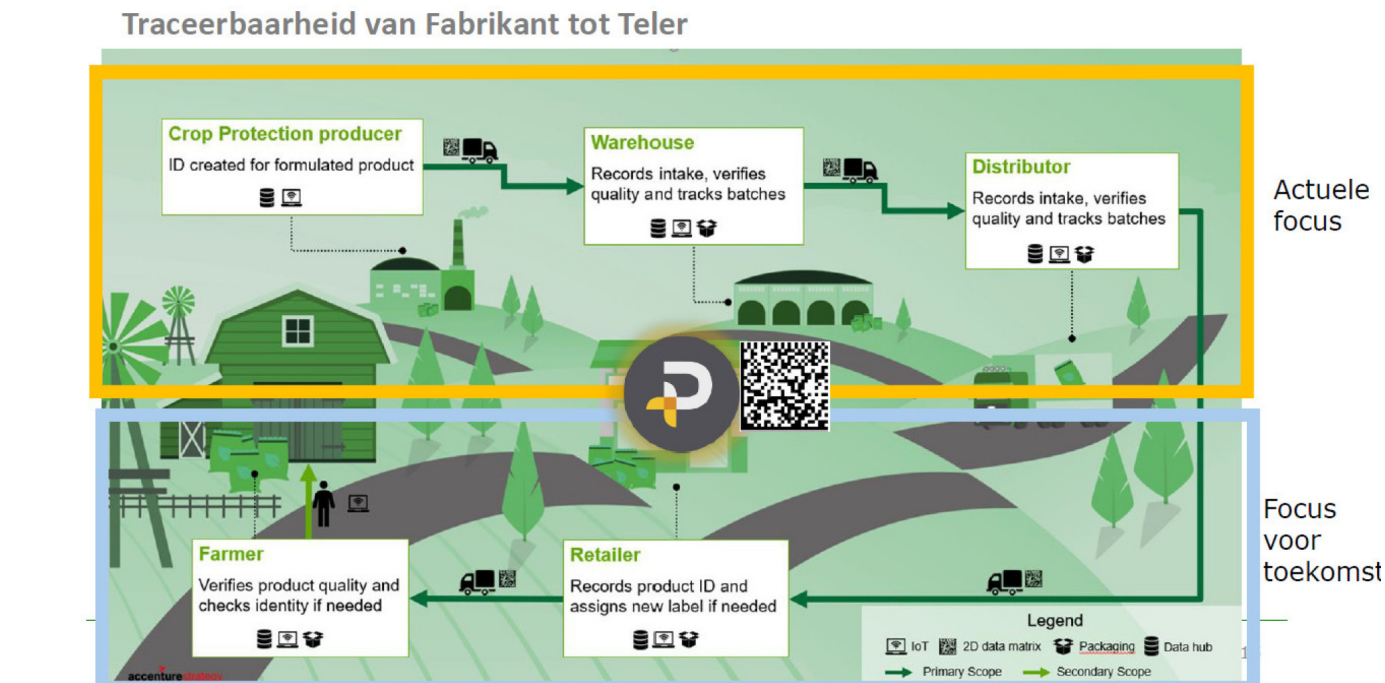 Traceerbaarheid van Fabrikant tot Teler
Crop Protection producer
ID created for formulated product
Warehouse
Records intake, verifies
quality and tracks batches
Distributor
Records intake, verifies
quality and tracks batches
Actuele
focus
Farmer
Verifies product quality and
checks identity if needed
Retailer
Records product ID and
assigns new label if needed
Focus
voor
toekomst
Legend
IoT 2D data matrix Packaging Data hub
Primary Scope Secondary Scope
accenturestrategy